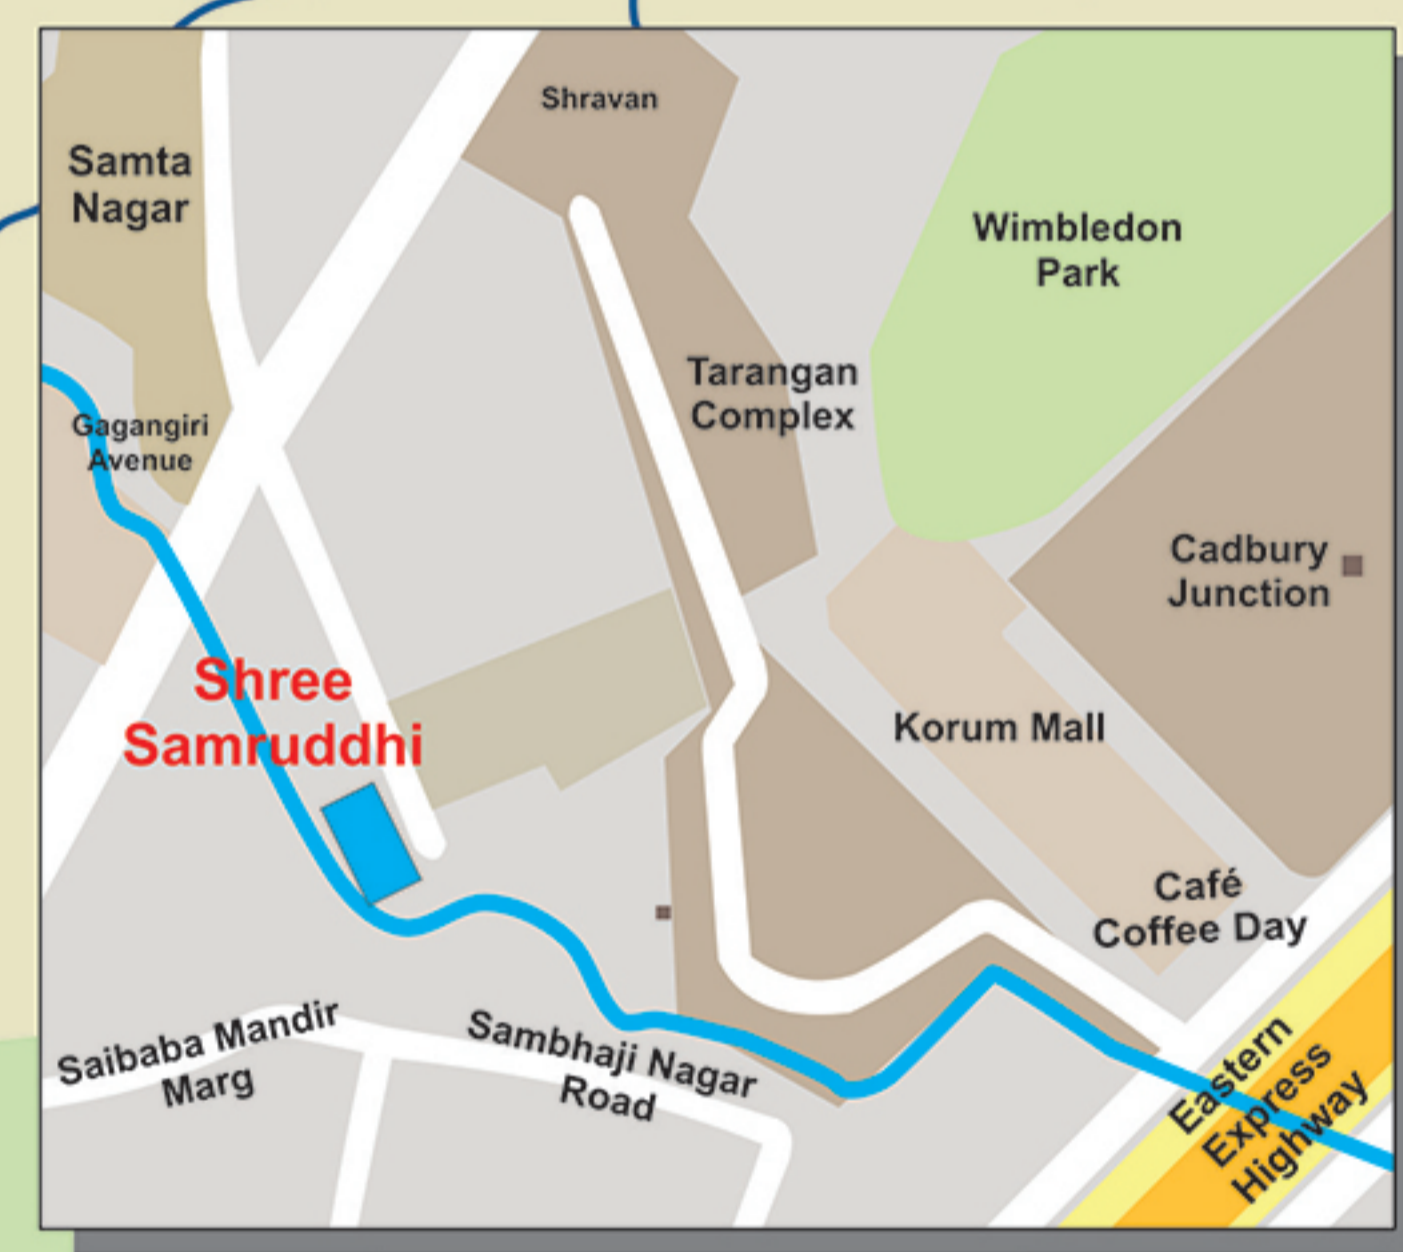 Shravan
Samta
Nagar
Wimbledon
Park
Tarangan
Complex
Gagangiri
Avenue
Cadbury
Junction
Shree
Samruddhi
Korum Mall
Café
Coffee Day
Saibaba Mandir
Marg
Sambhaji Nagar
Road
Eastern
Express
Highway